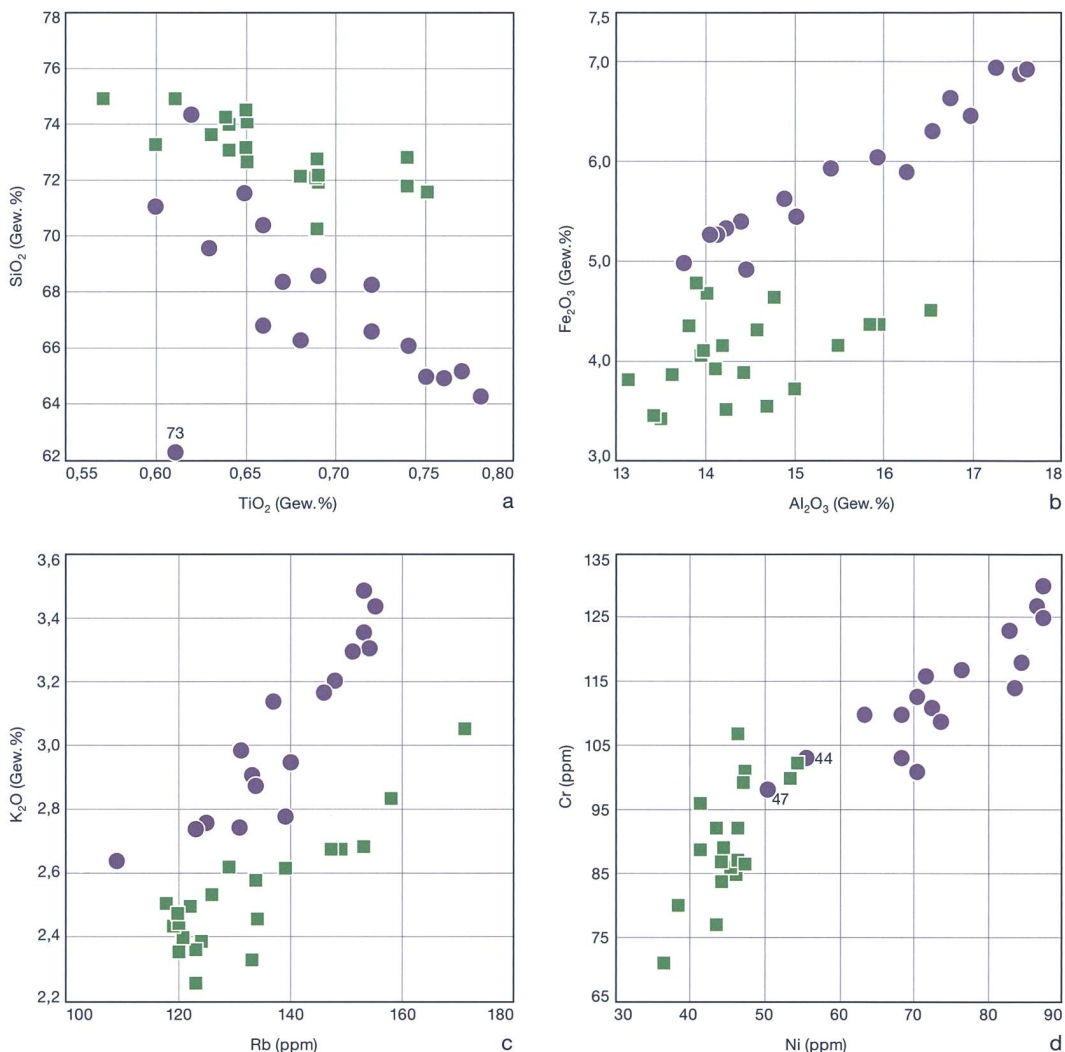 78
76
74
72
70
68
66
64
62
SiO₂ (Gew. %)
73
0,55 0,60 0,65 0,70 0,75 0,80
TiO₂ (Gew. %)
a
7,5
7,0
6,0
5,0
4,0
3,0
Fe₂O₃ (Gew.%)
13 14 15 16 17 18
Al₂O₃ (Gew. %)
b
3,6
3,4
3,2
3,0
2,8
2,6
2,4
2,2
K₂O (Gew.%)
100 120 140 160
Rb (ppm)
c
135
125
115
105
95
85
75
65
Cr (ppm)
44
47
30 40 50 60 70 80 90
Ni (ppm)
d